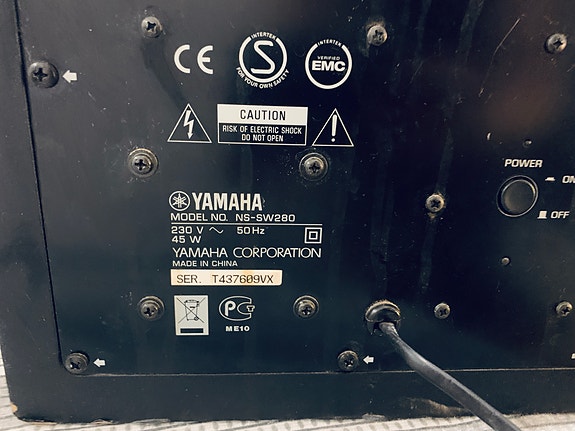 CE
INTERTEK
S
FOR YOUR OWN SAFETY
INTERTEK
VERIFIED
EMC
CAUTION
RISK OF ELECTRIC SHOCK
DO NOT OPEN
POWER
ON
OFF
YAMAHA
MODEL NO. NS-SW280
230 V ~ 50 Hz
45 W
YAMAHA CORPORATION
MADE IN CHINA
SER. T437609VX
PG
ME10